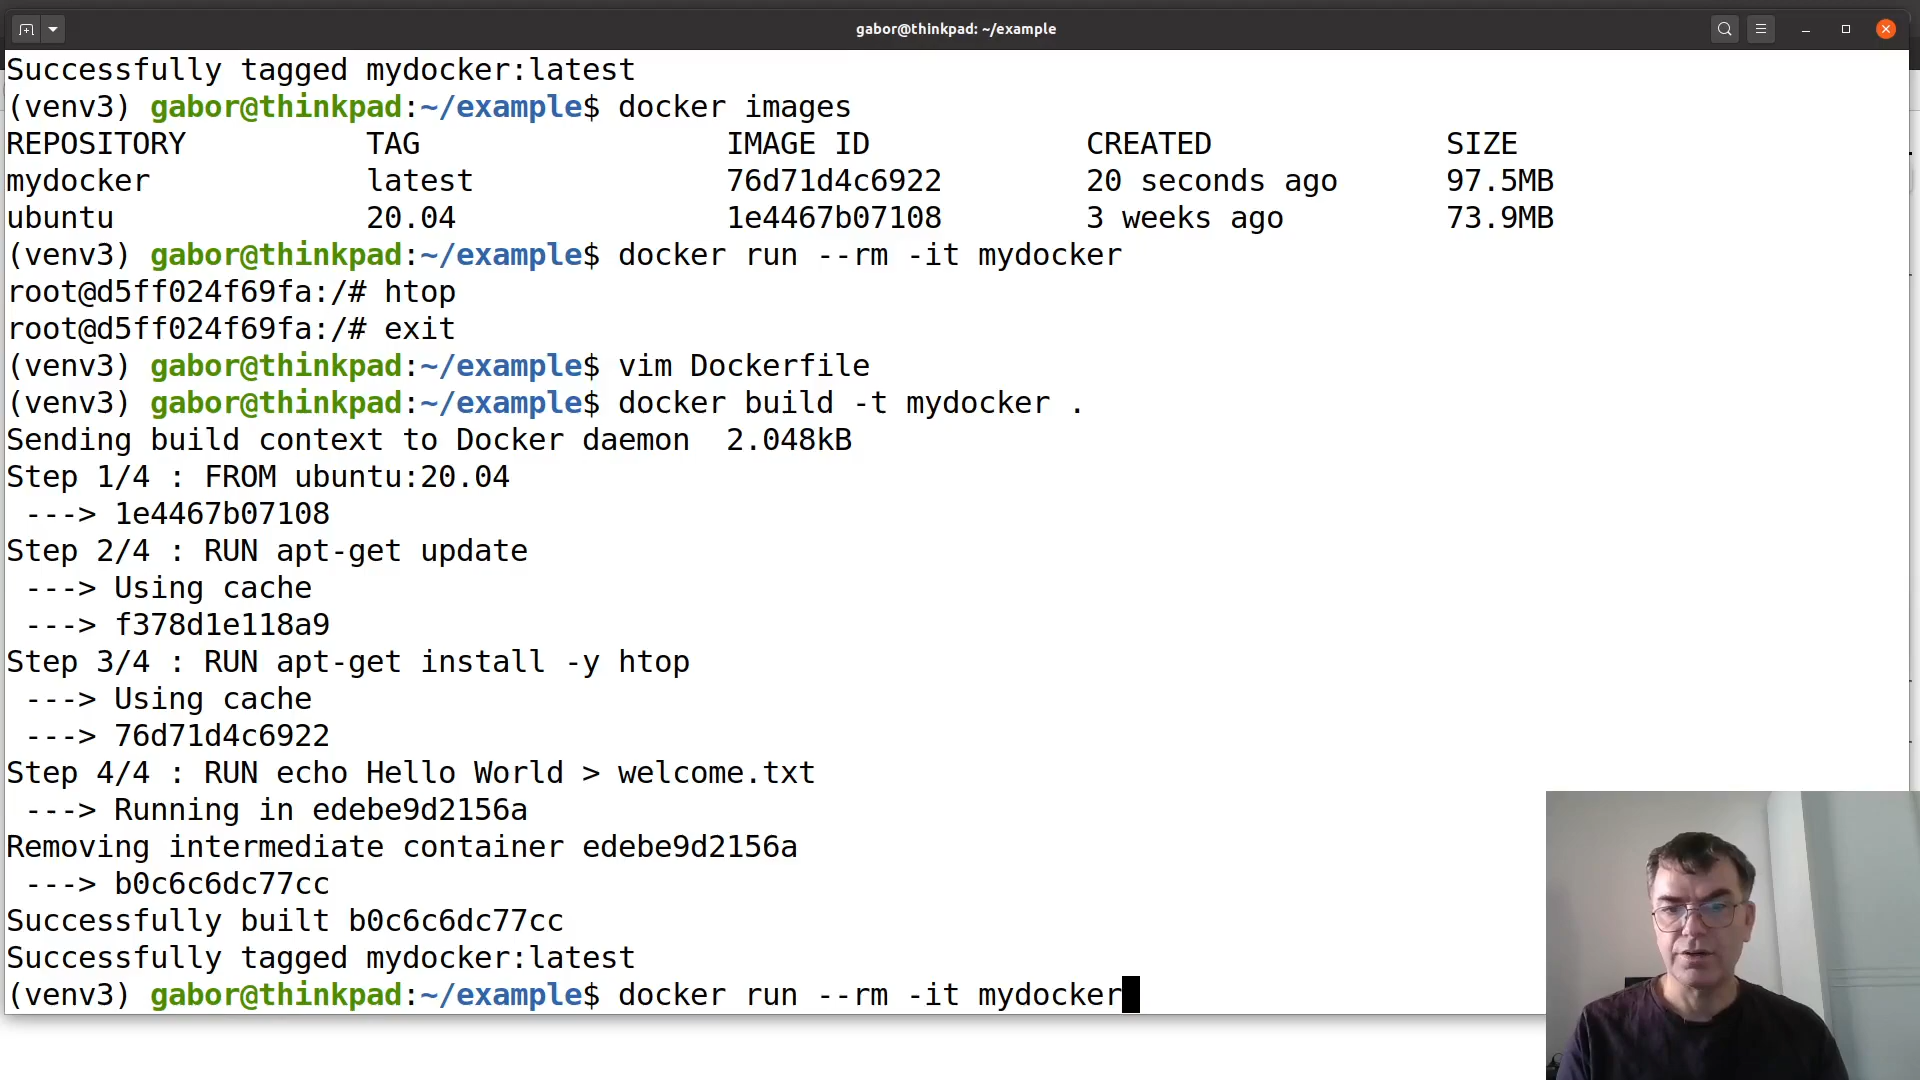 gabor@thinkpad: ~/example
Successfully tagged mydocker:latest
(venv3) gabor@thinkpad:~/example$ docker images
REPOSITORY          TAG                 IMAGE ID            CREATED             SIZE
mydocker            latest              76d71d4c6922        20 seconds ago      97.5MB
ubuntu              20.04               1e4467b07108        3 weeks ago         73.9MB
(venv3) gabor@thinkpad:~/example$ docker run --rm -it mydocker
root@d5ff024f69fa:/# htop
root@d5ff024f69fa:/# exit
(venv3) gabor@thinkpad:~/example$ vim Dockerfile
(venv3) gabor@thinkpad:~/example$ docker build -t mydocker .
Sending build context to Docker daemon  2.048kB
Step 1/4 : FROM ubuntu:20.04
 ---> 1e4467b07108
Step 2/4 : RUN apt-get update
 ---> Using cache
 ---> f378d1e118a9
Step 3/4 : RUN apt-get install -y htop
 ---> Using cache
 ---> 76d71d4c6922
Step 4/4 : RUN echo Hello World > welcome.txt
 ---> Running in edebe9d2156a
Removing intermediate container edebe9d2156a
 ---> b0c6c6dc77cc
Successfully built b0c6c6dc77cc
Successfully tagged mydocker:latest
(venv3) gabor@thinkpad:~/example$ docker run --rm -it mydocker